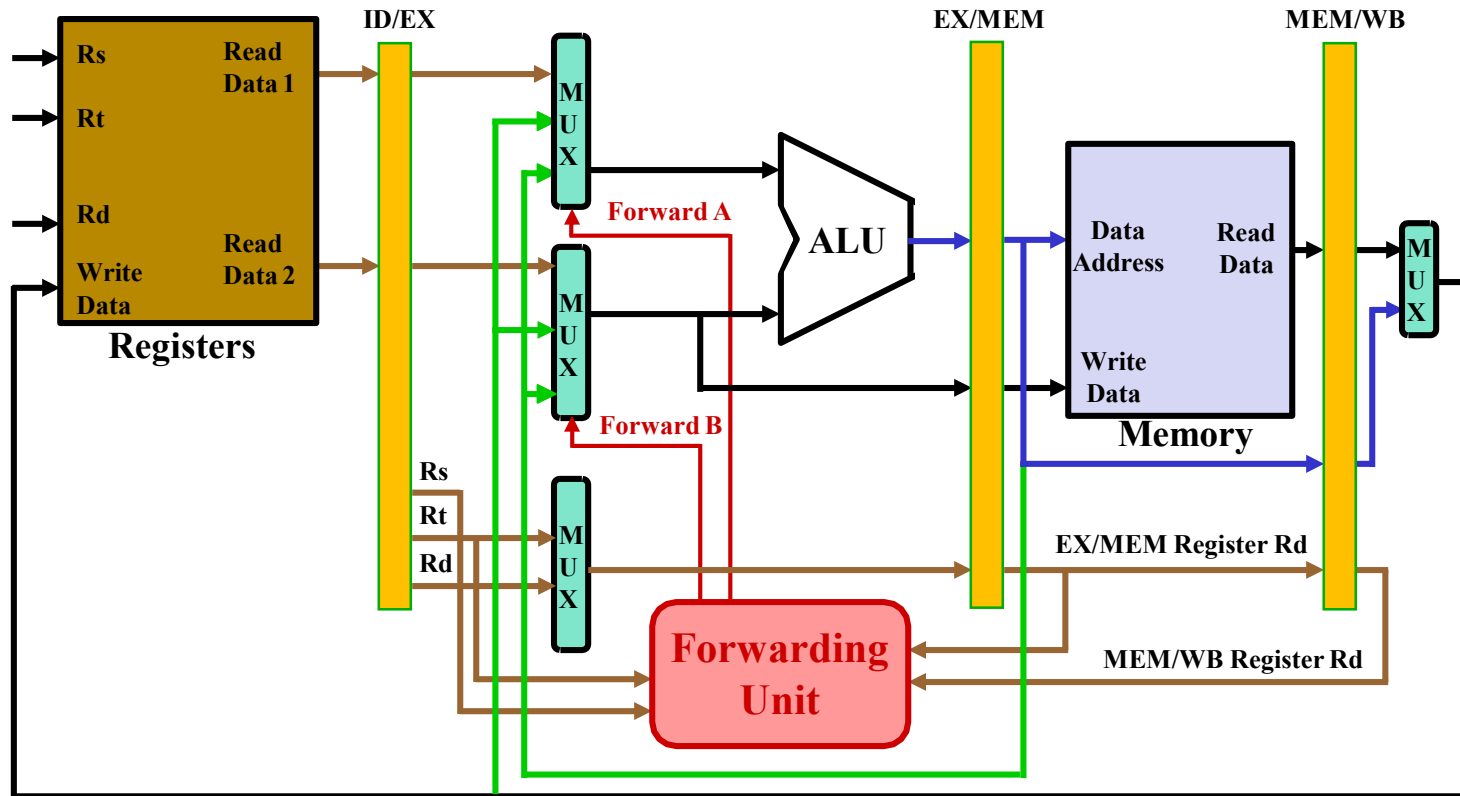 ID/EX
EX/MEM
MEM/WB
Rs
Rt
Rd
Write
Data
Read
Data 1
Read
Data 2
Registers
M
U
X
Forward A
M
U
X
Forward B
ALU
Data
Address
Read
Data
Write
Data
Memory
M
U
X
Rs
Rt
Rd
M
U
X
EX/MEM Register Rd
MEM/WB Register Rd
Forwarding
Unit